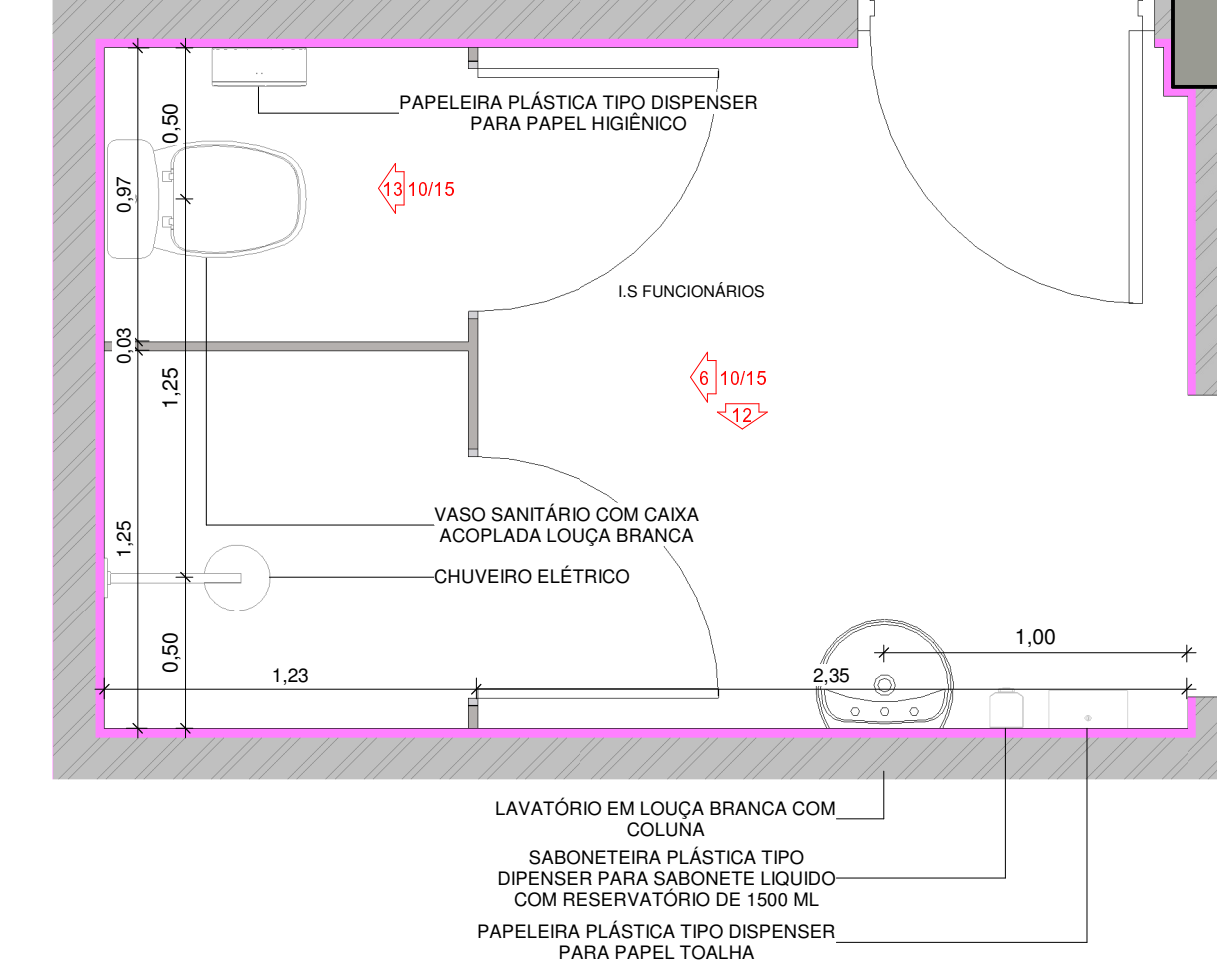 0,50
PAPELEIRA PLÁSTICA TIPO DISPENSER
PARA PAPEL HIGIÊNICO
0,97
13 10/15
I.S FUNCIONÁRIOS
0,03
1,25
6 10/15
12
VASO SANITÁRIO COM CAIXA
ACOPLADA LOUÇA BRANCA
1,25
CHUVEIRO ELÉTRICO
0,50
1,00
1,23
2,35
LAVATÓRIO EM LOUÇA BRANCA COM
COLUNA
SABONETEIRA PLÁSTICA TIPO
DIPENSER PARA SABONETE LIQUIDO
COM RESERVATÓRIO DE 1500 ML
PAPELEIRA PLÁSTICA TIPO DISPENSER
PARA PAPEL TOALHA